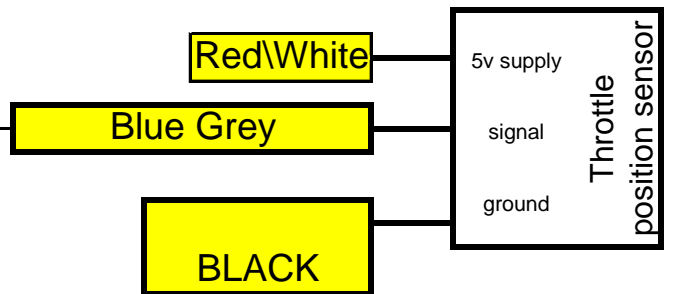 Red\White
5v supply
Blue Grey
signal
ground
BLACK
Throttle
position sensor